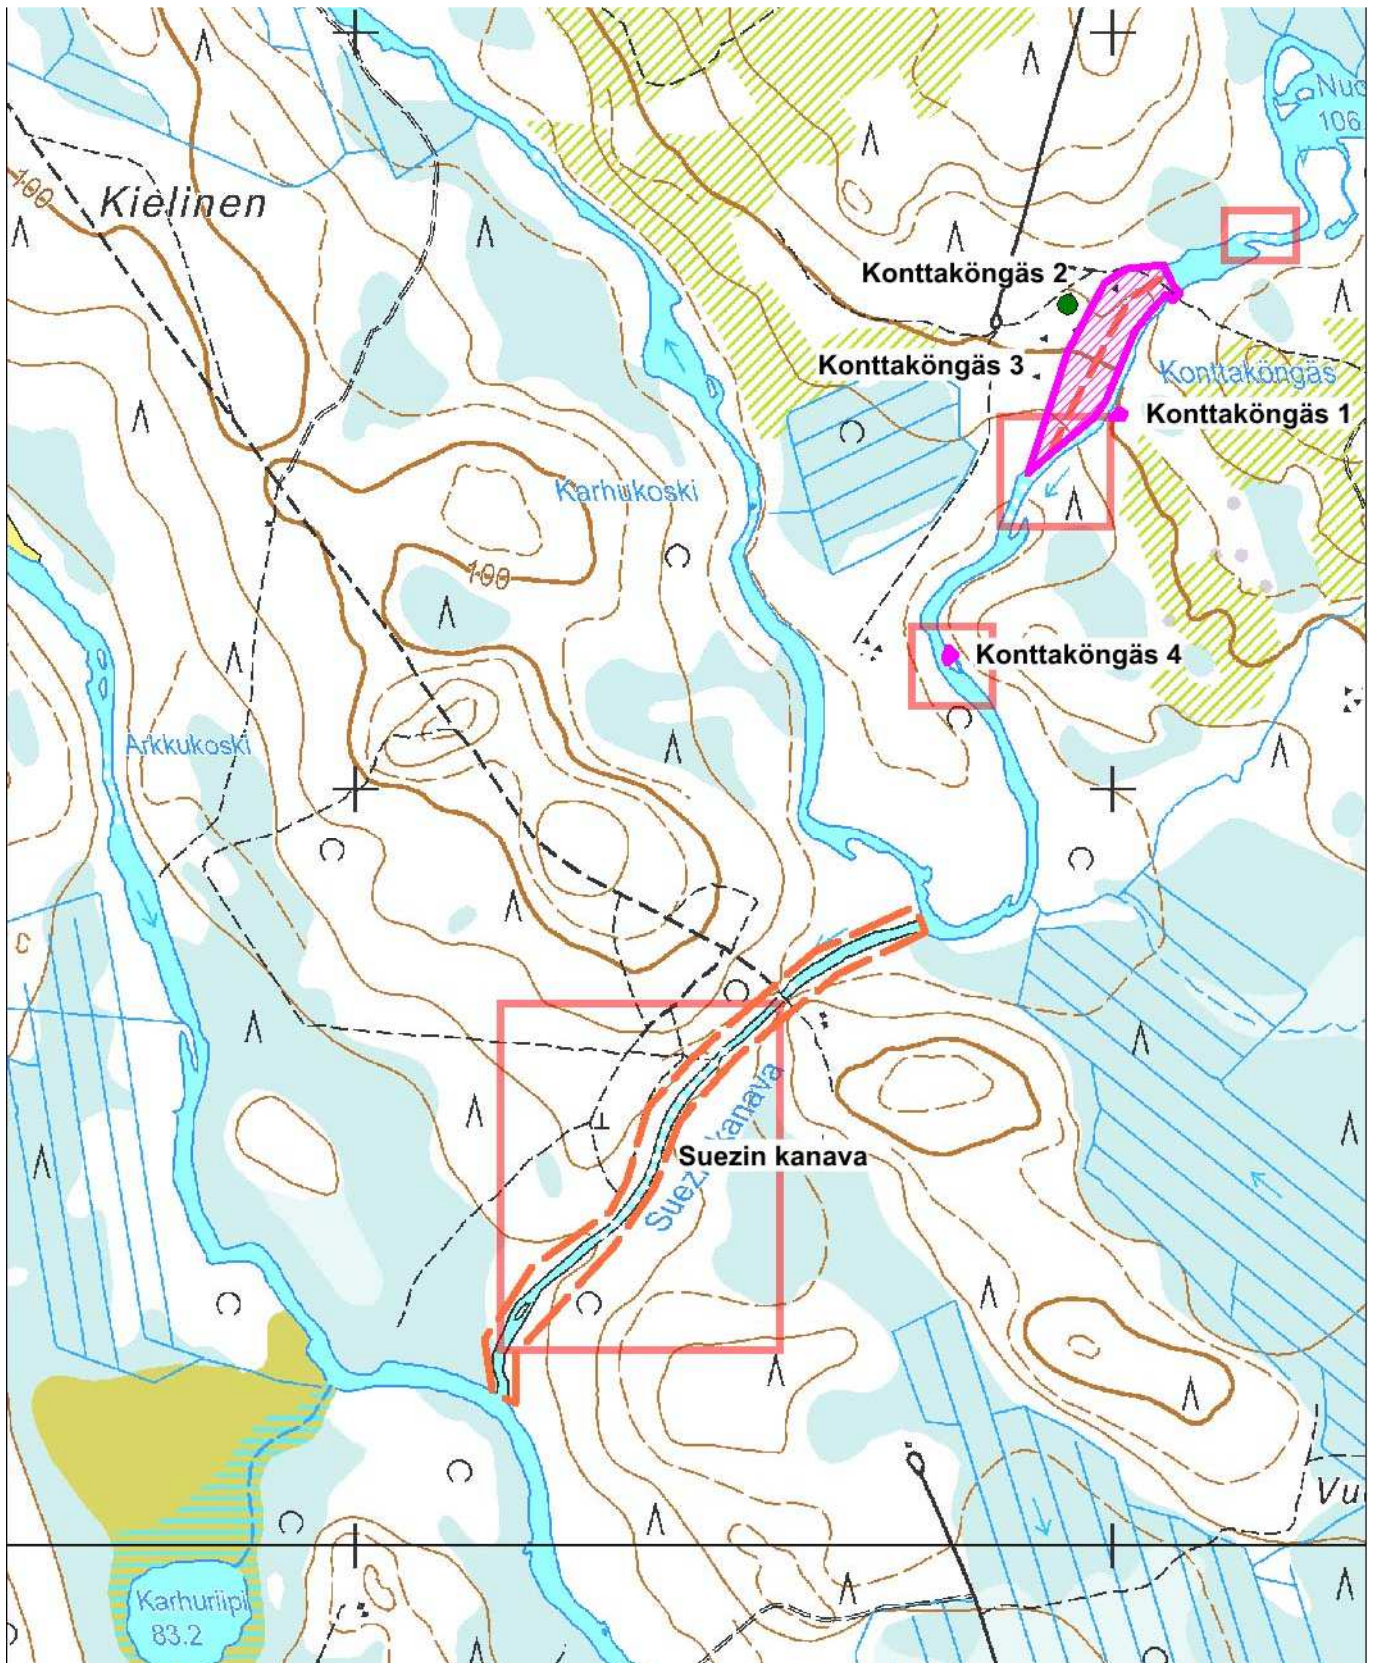 Nuo
106
Kielinen
100
Konttaköngäs 2
Konttaköngäs 3
Konttaköngäs
Konttaköngäs 1
Karhukoski
100
Konttaköngäs 4
Arkkukoski
Suezin kanava
Suezin kanava
Vu
Karhuriipi
83.2